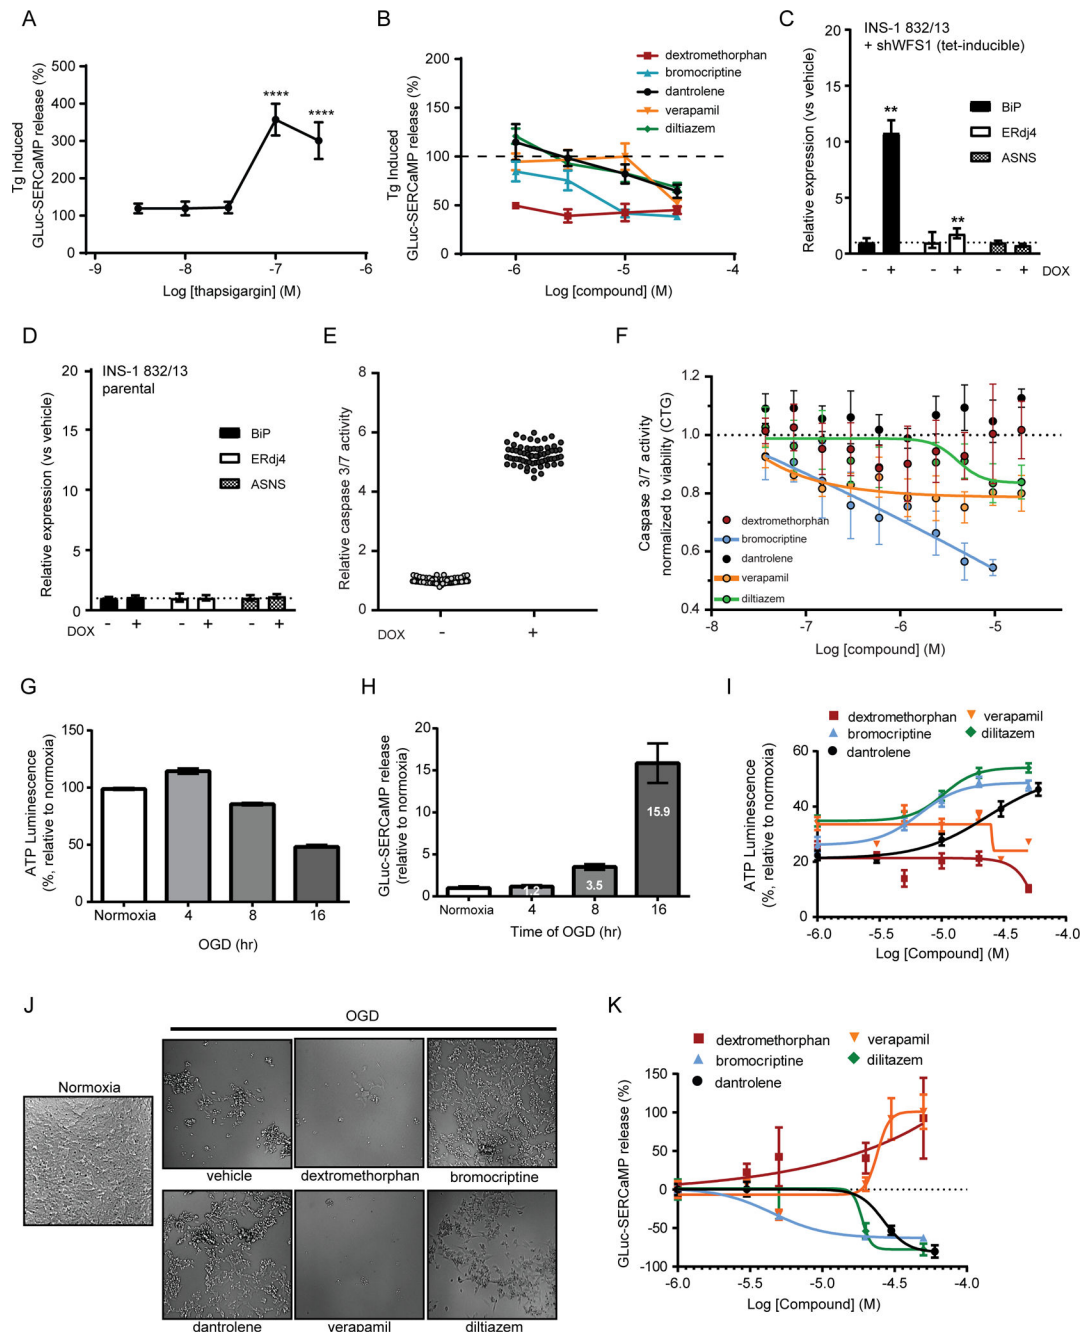 A
Tg Induced
GLuc-SERCaMP release (%)
500
400
300
200
100
0
****
****
-9
-8
-7
-6
Log [thapsigargin] (M)
B
Tg Induced
GLuc-SERCaMP release (%)
200
150
100
50
0
dextromethorphan
bromocriptine
dantrolene
verapamil
diltiazem
-6
-5
-4
Log [compound] (M)
C
INS-1 832/13
+ shWFS1 (tet-inducible)
Relative expression (vs vehicle)
20
15
10
5
0
**
**
BiP
ERdj4
ASNS
- + - + - + DOX
D
INS-1 832/13
parental
Relative expression (vs vehicle)
20
15
10
5
0
BiP
ERdj4
ASNS
DOX - + - + - +
E
Relative caspase 3/7 activity
8
6
4
2
0
DOX - +
F
Caspase 3/7 activity
normalized to viability (CTG)
1.2
1.0
0.8
0.6
0.4
dextromethorphan
bromocriptine
dantrolene
verapamil
diltiazem
-8
-7
-6
-5
Log [compound] (M)
G
ATP Luminescence
(%, relative to normoxia)
150
100
50
0
Normoxia 4 8 16
OGD (hr)
H
GLuc-SERCaMP release
(relative to normoxia)
20
15
10
5
0
1.2
3.5
15.9
Normoxia 4 8 16
Time of OGD (hr)
I
dextromethorphan
verapamil
bromocriptine
dilitazem
dantrolene
ATP Luminescence
(%, relative to normoxia)
60
40
20
0
-6.0
-5.5
-5.0
-4.5
-4.0
Log [Compound] (M)
J
OGD
Normoxia
vehicle
dextromethorphan
bromocriptine
dantrolene
verapamil
diltiazem
K
dextromethorphan
verapamil
bromocriptine
dilitazem
dantrolene
GLuc-SERCaMP release (%)
150
100
50
0
-50
-100
-6.0
-5.0
-4.5
-4.0
Log [Compound] (M)